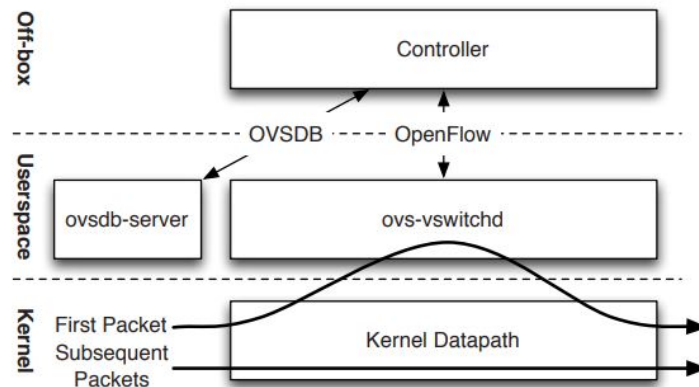 Off-box
Controller
OVSDB
OpenFlow
Userspace
ovsdb-server
ovs-vswitchd
Kernel
First Packet
Subsequent
Packets
Kernel Datapath